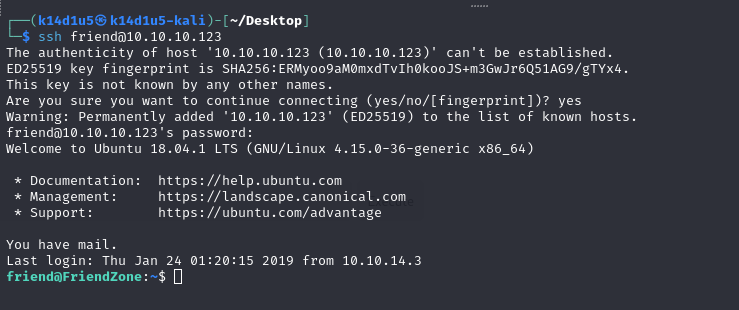 ┌──(k14d1u5㉿k14d1u5-kali)-[~/Desktop]
└─$ ssh friend@10.10.10.123
The authenticity of host '10.10.10.123 (10.10.10.123)' can't be established.
ED25519 key fingerprint is SHA256:ERMyoo9aM0mxdTvIh0kooJS+m3GwJr6Q51AG9/gTYx4.
This key is not known by any other names.
Are you sure you want to continue connecting (yes/no/[fingerprint])? yes
Warning: Permanently added '10.10.10.123' (ED25519) to the list of known hosts.
friend@10.10.10.123's password:
Welcome to Ubuntu 18.04.1 LTS (GNU/Linux 4.15.0-36-generic x86_64)
* Documentation:  https://help.ubuntu.com
* Management:     https://landscape.canonical.com
* Support:        https://ubuntu.com/advantage
You have mail.
Last login: Thu Jan 24 01:20:15 2019 from 10.10.14.3
friend@FriendZone:~$